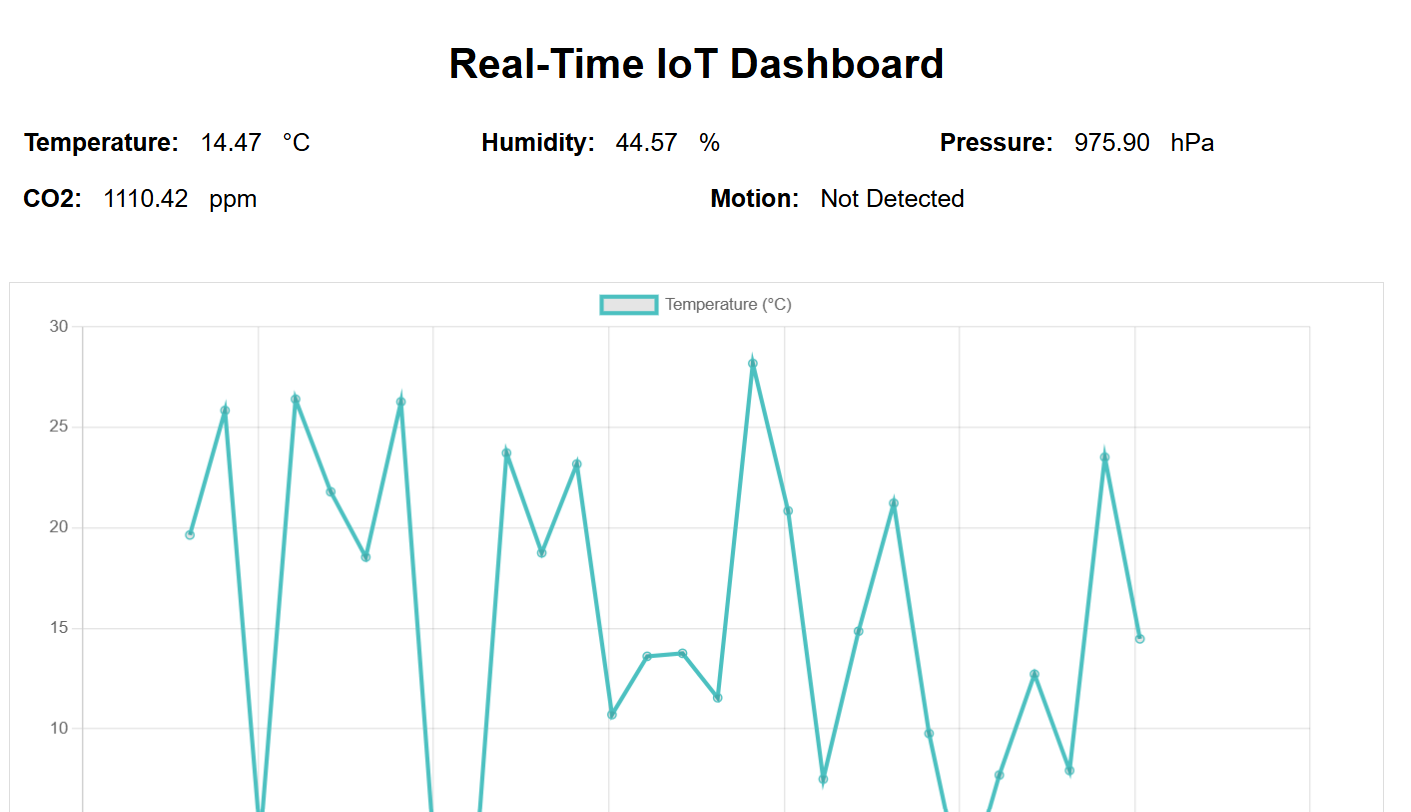 Real-Time IoT Dashboard
Temperature: 14.47 °C Humidity: 44.57 % Pressure: 975.90 hPa
CO2: 1110.42 ppm Motion: Not Detected
Temperature (°C)
30
25
20
15
10